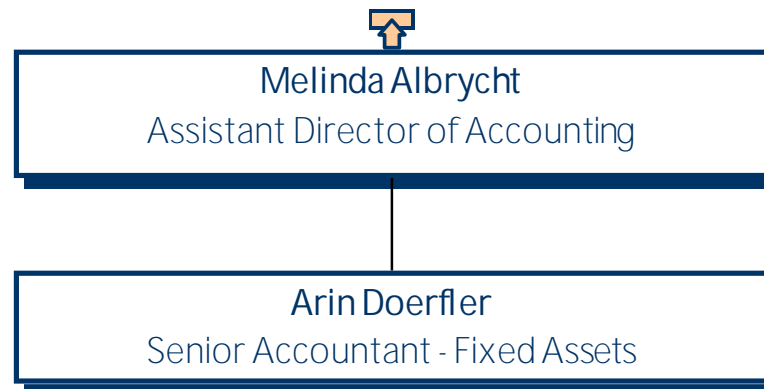 Melinda Albrycht
Assistant Director of Accounting
Arin Doerfler
Senior Accountant - Fixed Assets